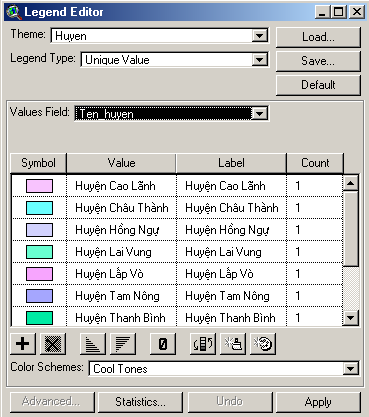 Legend Editor
Theme: Huyen Load...
Legend Type: Unique Value Save...
Default
Values Field: Ten_huyen
Symbol Value Label Count
Huyện Cao Lãnh Huyện Cao Lãnh 1
Huyện Châu Thành Huyện Châu Thành 1
Huyện Hồng Ngự Huyện Hồng Ngự 1
Huyện Lai Vung Huyện Lai Vung 1
Huyện Lấp Vò Huyện Lấp Vò 1
Huyện Tam Nông Huyện Tam Nông 1
Huyện Thanh Bình Huyện Thanh Bình 1
0
Color Schemes: Cool Tones
Advanced... Statistics... Undo Apply